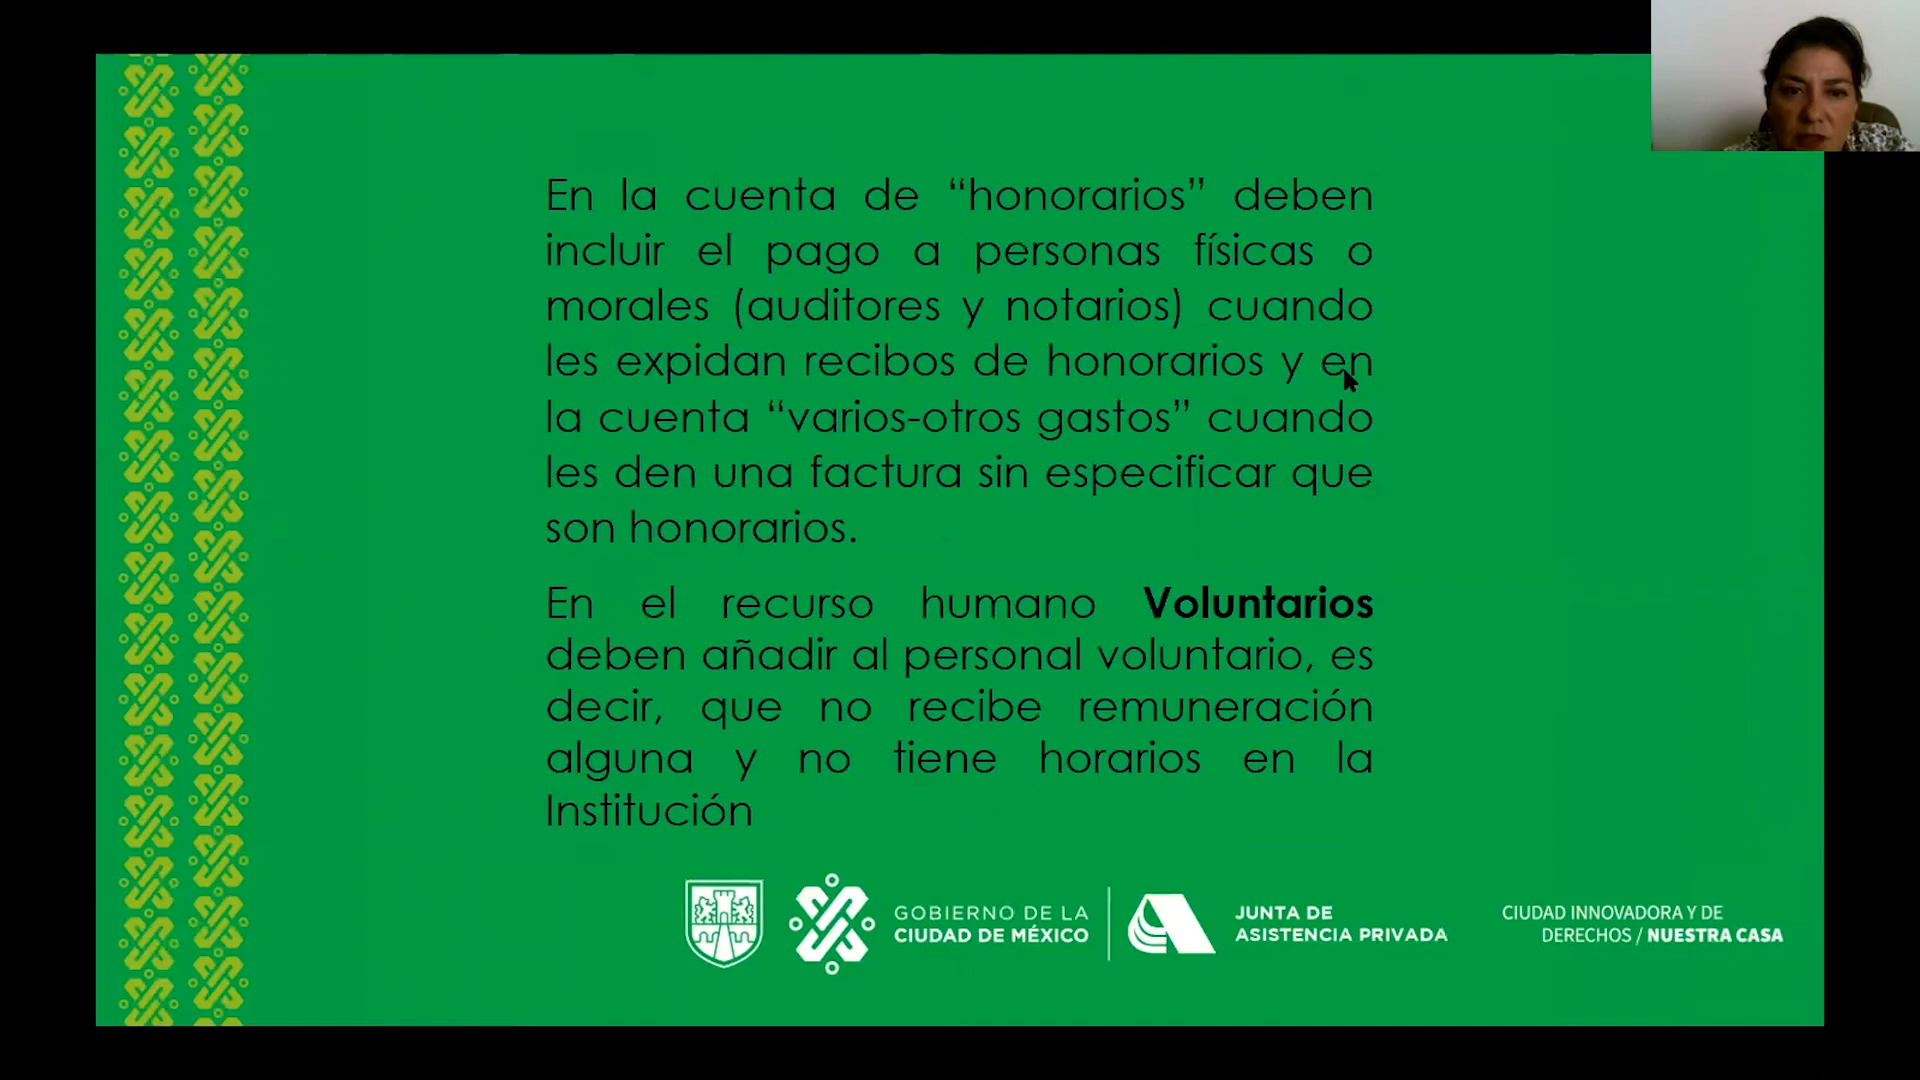 En la cuenta de “honorarios” deben
incluir el pago a personas físicas o
morales (auditores y notarios) cuando
les expidan recibos de honorarios y en
la cuenta “varios-otros gastos” cuando
les den una factura sin especificar que
son honorarios.
En el recurso humano Voluntarios
deben añadir al personal voluntario, es
decir, que no recibe remuneración
alguna y no tiene horarios en la
Institución
GOBIERNO DE LA
CIUDAD DE MÉXICO
JUNTA DE
ASISTENCIA PRIVADA
CIUDAD INNOVADORA Y DE
DERECHOS / NUESTRA CASA